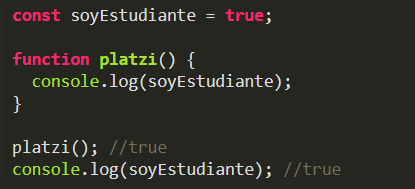 const soyEstudiante = true;
function platzi() {
  console.log(soyEstudiante);
}
platzi(); //true
console.log(soyEstudiante); //true